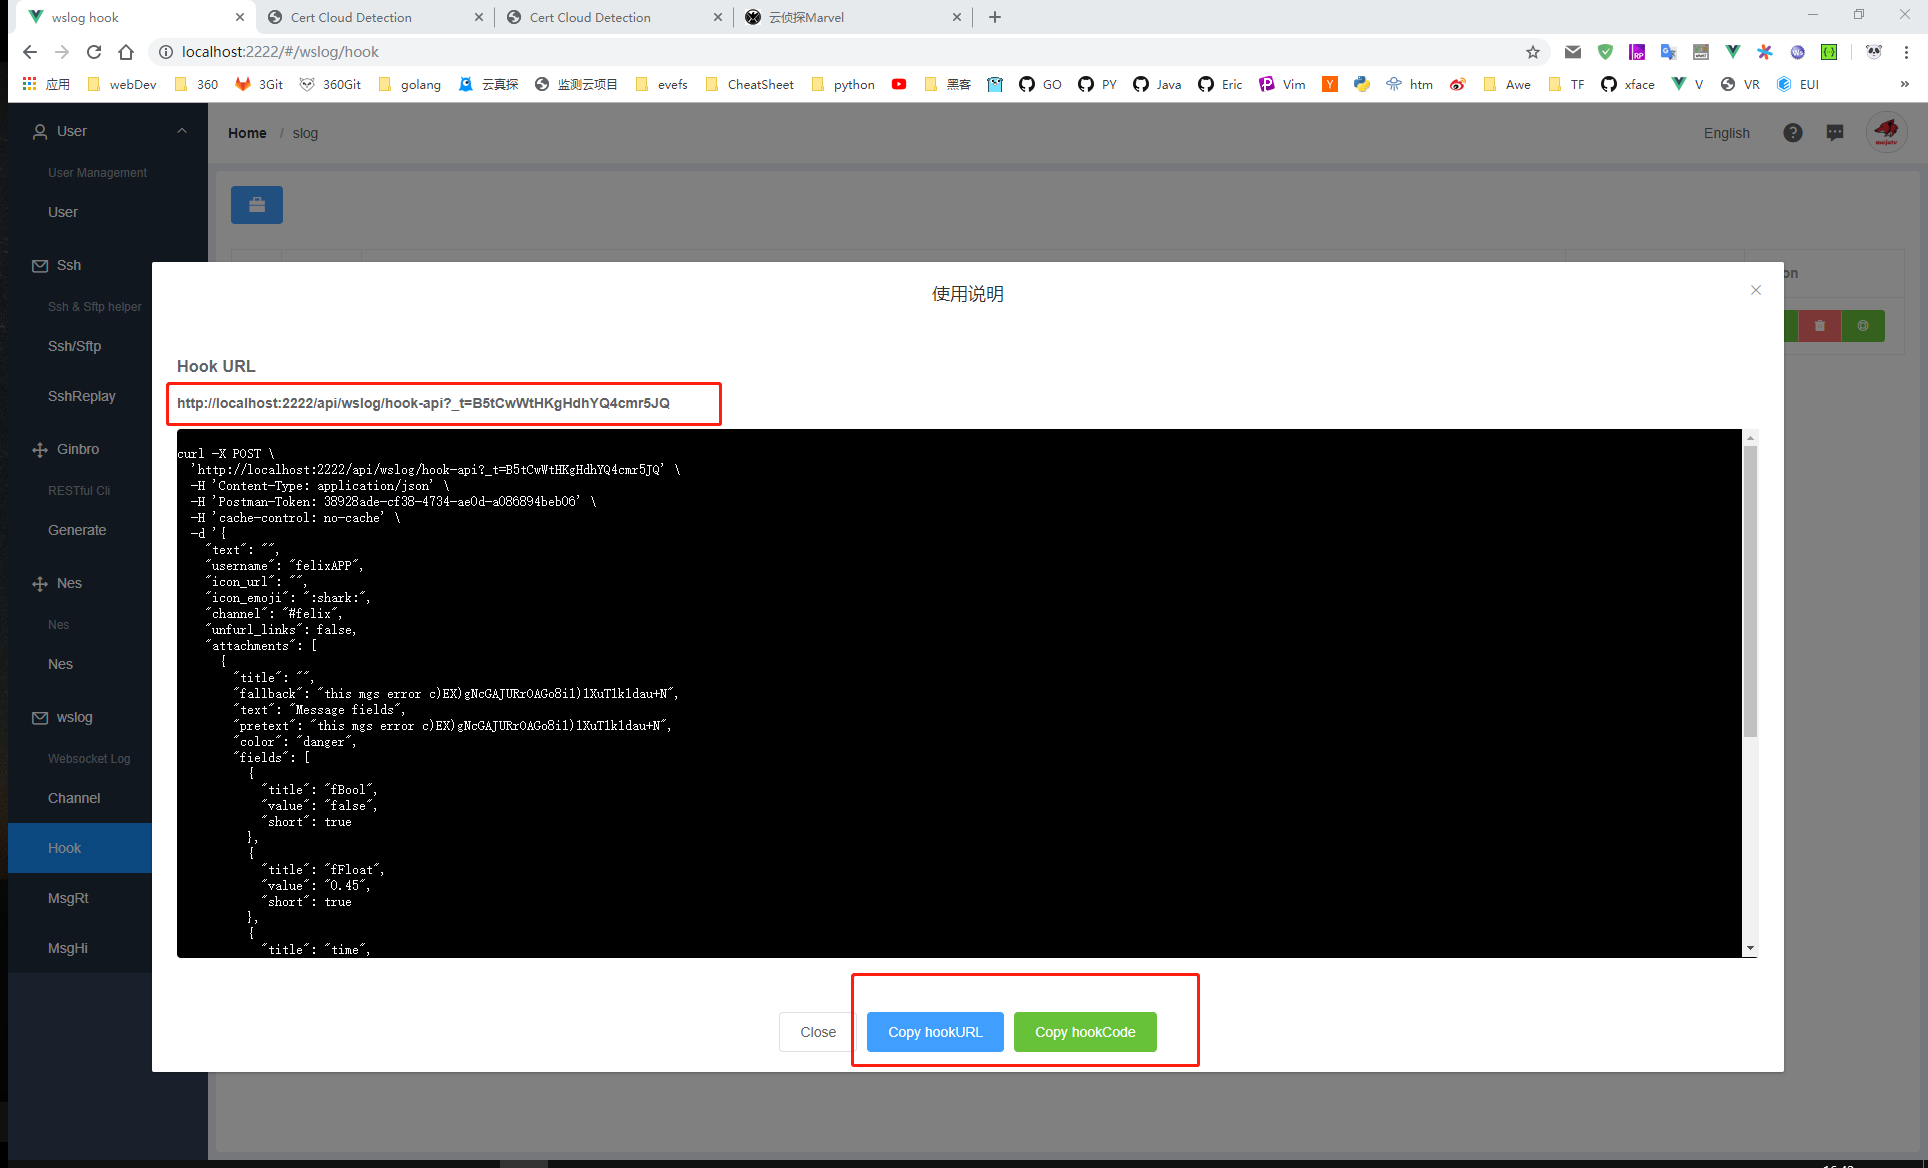 wslog hook
Cert Cloud Detection
Cert Cloud Detection
云侦探Marvel
localhost:2222/#/wslog/hook
应用 webDev 360 3Git 360Git golang 云真探 监测云项目 evefs CheatSheet python 黑客 GO PY Java Eric Vim htm Awe TF xface V VR EUI »
User
Home / slog
English
User Management
User
Ssh
Ssh & Sftp helper
Ssh/Sftp
SshReplay
Ginbro
RESTful Cli
Generate
Nes
Nes
Nes
wslog
Websocket Log
Channel
Hook
MsgRt
MsgHi
on
使用说明
Hook URL
http://localhost:2222/api/wslog/hook-api?_t=B5tCwWtHKgHdhYQ4cmr5JQ
curl -X POST \
'http://localhost:2222/api/wslog/hook-api?_t=B5tCwWtHKgHdhYQ4cmr5JQ' \
-H 'Content-Type: application/json' \
-H 'Postman-Token: 38928ade-cf38-4734-ae0d-a086894beb06' \
-H 'cache-control: no-cache' \
-d '{
"text": "",
"username": "felixAPP",
"icon_url": "",
"icon_emoji": ":shark:",
"channel": "#felix",
"unfurl_links": false,
"attachments": [
{
"title": "",
"fallback": "this mgs error c)EX)gNcGAJURrOAGo8i1)lXuT1k1dau+N",
"text": "Message fields",
"pretext": "this mgs error c)EX)gNcGAJURrOAGo8i1)lXuT1k1dau+N",
"color": "danger",
"fields": [
{
"title": "fBool",
"value": "false",
"short": true
},
{
"title": "fFloat",
"value": "0.45",
"short": true
},
{
"title": "time",
Close
Copy hookURL
Copy hookCode